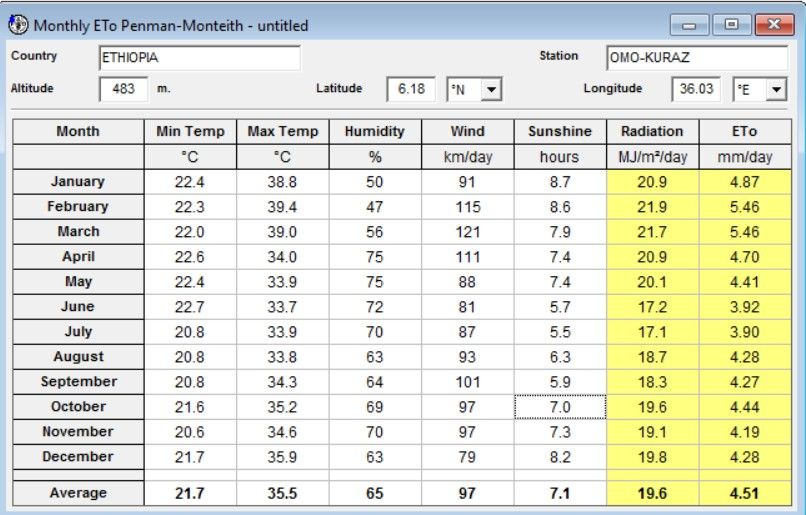 Monthly ETo Penman-Monteith - untitled
Country ETHIOPIA Station OMO-KURAZ
Altitude 483 m. Latitude 6.18 °N Longitude 36.03 °E
Month Min Temp Max Temp Humidity Wind Sunshine Radiation ETo
°C °C % km/day hours MJ/m²/day mm/day
January 22.4 38.8 50 91 8.7 20.9 4.87
February 22.3 39.4 47 115 8.6 21.9 5.46
March 22.0 39.0 56 121 7.9 21.7 5.46
April 22.6 34.0 75 111 7.4 20.9 4.70
May 22.4 33.9 75 88 7.4 20.1 4.41
June 22.7 33.7 72 81 5.7 17.2 3.92
July 20.8 33.9 70 87 5.5 17.1 3.90
August 20.8 33.8 63 93 6.3 18.7 4.28
September 20.8 34.3 64 101 5.9 18.3 4.27
October 21.6 35.2 69 97 7.0 19.6 4.44
November 20.6 34.6 70 97 7.3 19.1 4.19
December 21.7 35.9 63 79 8.2 19.8 4.28
Average 21.7 35.5 65 97 7.1 19.6 4.51